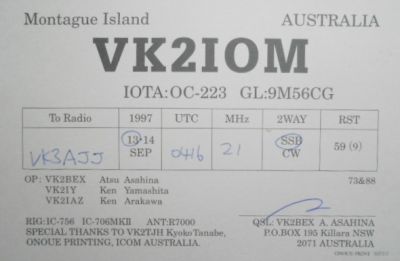 Montague Island AUSTRALIA
VK2IOM
IOTA:OC-223 GL:9M56CG
To Radio 1997 UTC MHz 2WAY RST
VK3AJJ 13-14 SEP 0416 21 SSB CW 59 (9)
OP: VK2BEX Atsu Asahina 73&88
VK2IY Ken Yamashita
VK2IAZ Ken Arakawa
RIG: IC-756 IC-706MKII ANT:R7000 QSL: VK2BEX A. ASAHINA
SPECIAL THANKS TO VK2TJH Kyoko Tanabe, P.O.BOX 195 Killara NSW
ONOUE PRINTING, ICOM AUSTRALIA. 2071 AUSTRALIA
ONOUE PRINT